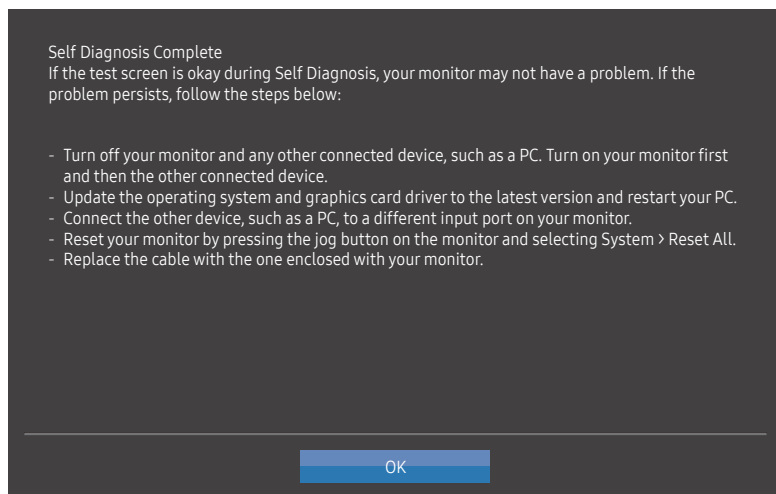 Self Diagnosis Complete
If the test screen is okay during Self Diagnosis, your monitor may not have a problem. If the
problem persists, follow the steps below:
- Turn off your monitor and any other connected device, such as a PC. Turn on your monitor first
and then the other connected device.
- Update the operating system and graphics card driver to the latest version and restart your PC.
- Connect the other device, such as a PC, to a different input port on your monitor.
- Reset your monitor by pressing the jog button on the monitor and selecting System > Reset All.
- Replace the cable with the one enclosed with your monitor.
OK